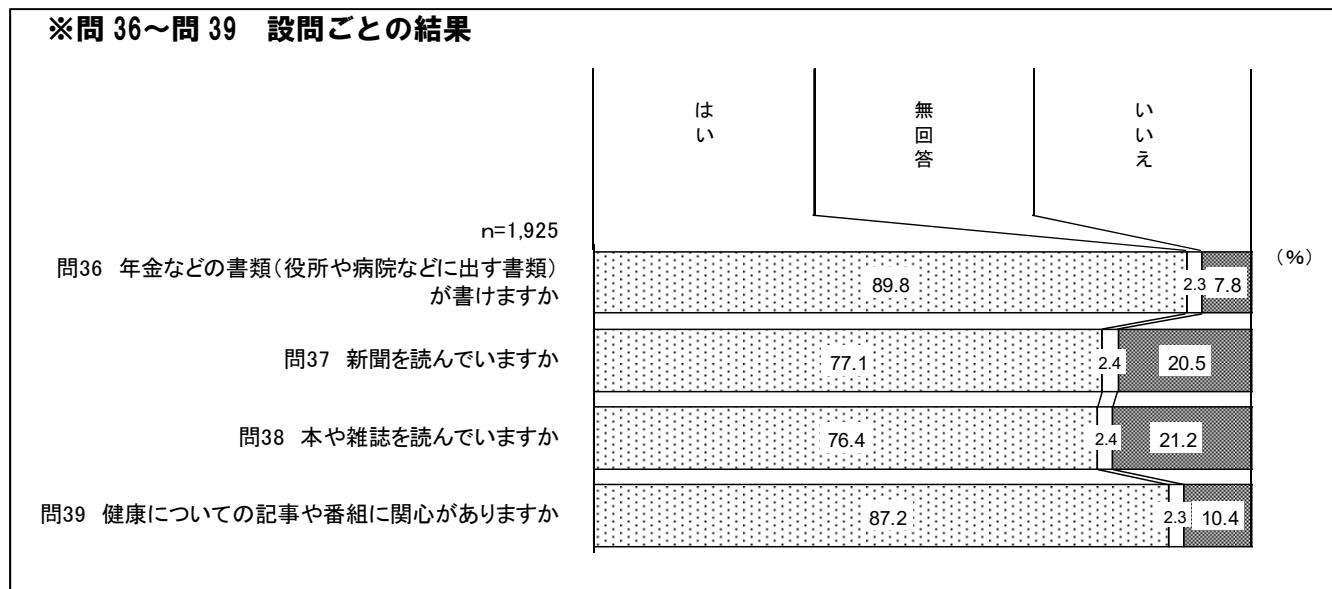 ※問 36～問 39　設問ごとの結果
はい
無回答
いいえ
n=1,925
（%）
問36　年金などの書類（役所や病院などに出す書類）
が書けますか
89.8
2.3
7.8
問37　新聞を読んでいますか
77.1
2.4
20.5
問38　本や雑誌を読んでいますか
76.4
2.4
21.2
問39　健康についての記事や番組に関心がありますか
87.2
2.3
10.4